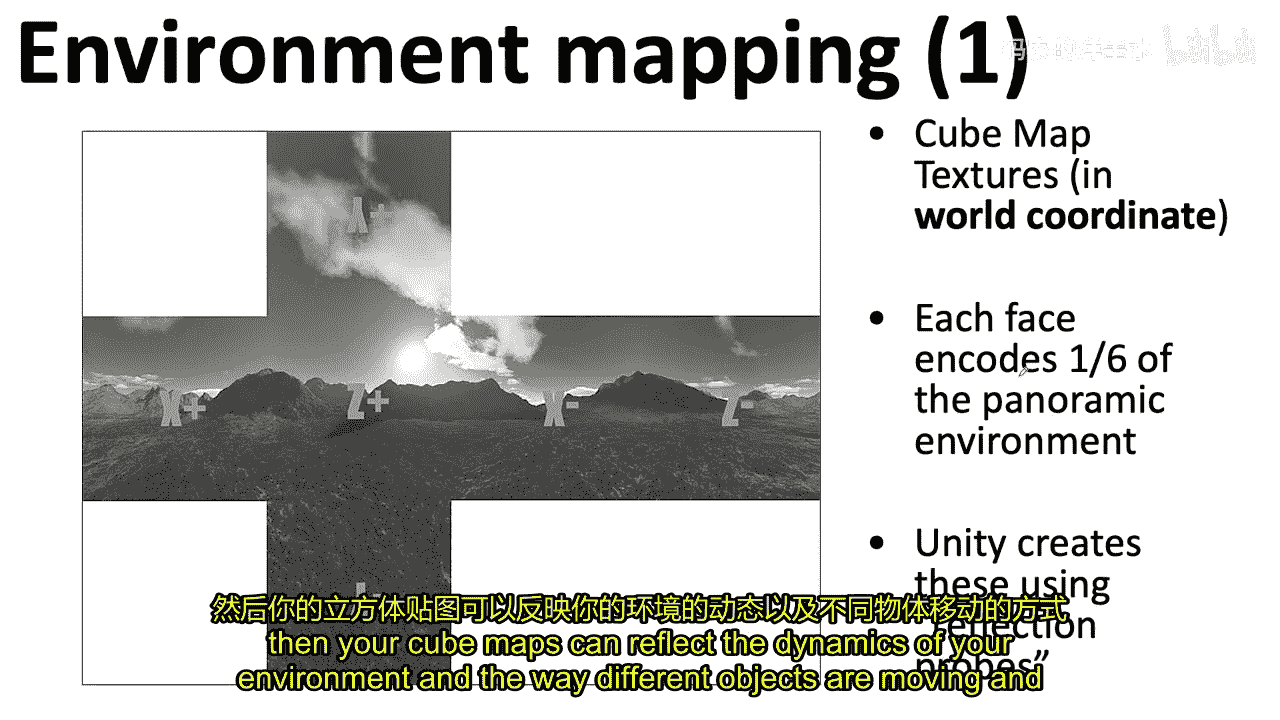 Environment mapping (1)
bilibili
• Cube Map
Textures (in
world coordinate)
• Each face
encodes 1/6 of
the panoramic
environment
• Unity creates
these using
probes”
Y+
X+
Z+
X-
Z-
然后你的立方体贴图可以反映你的环境的动态以及不同物体移动的方式
then your cube maps can reflect the dynamics of your
environment and the way different objects are moving and